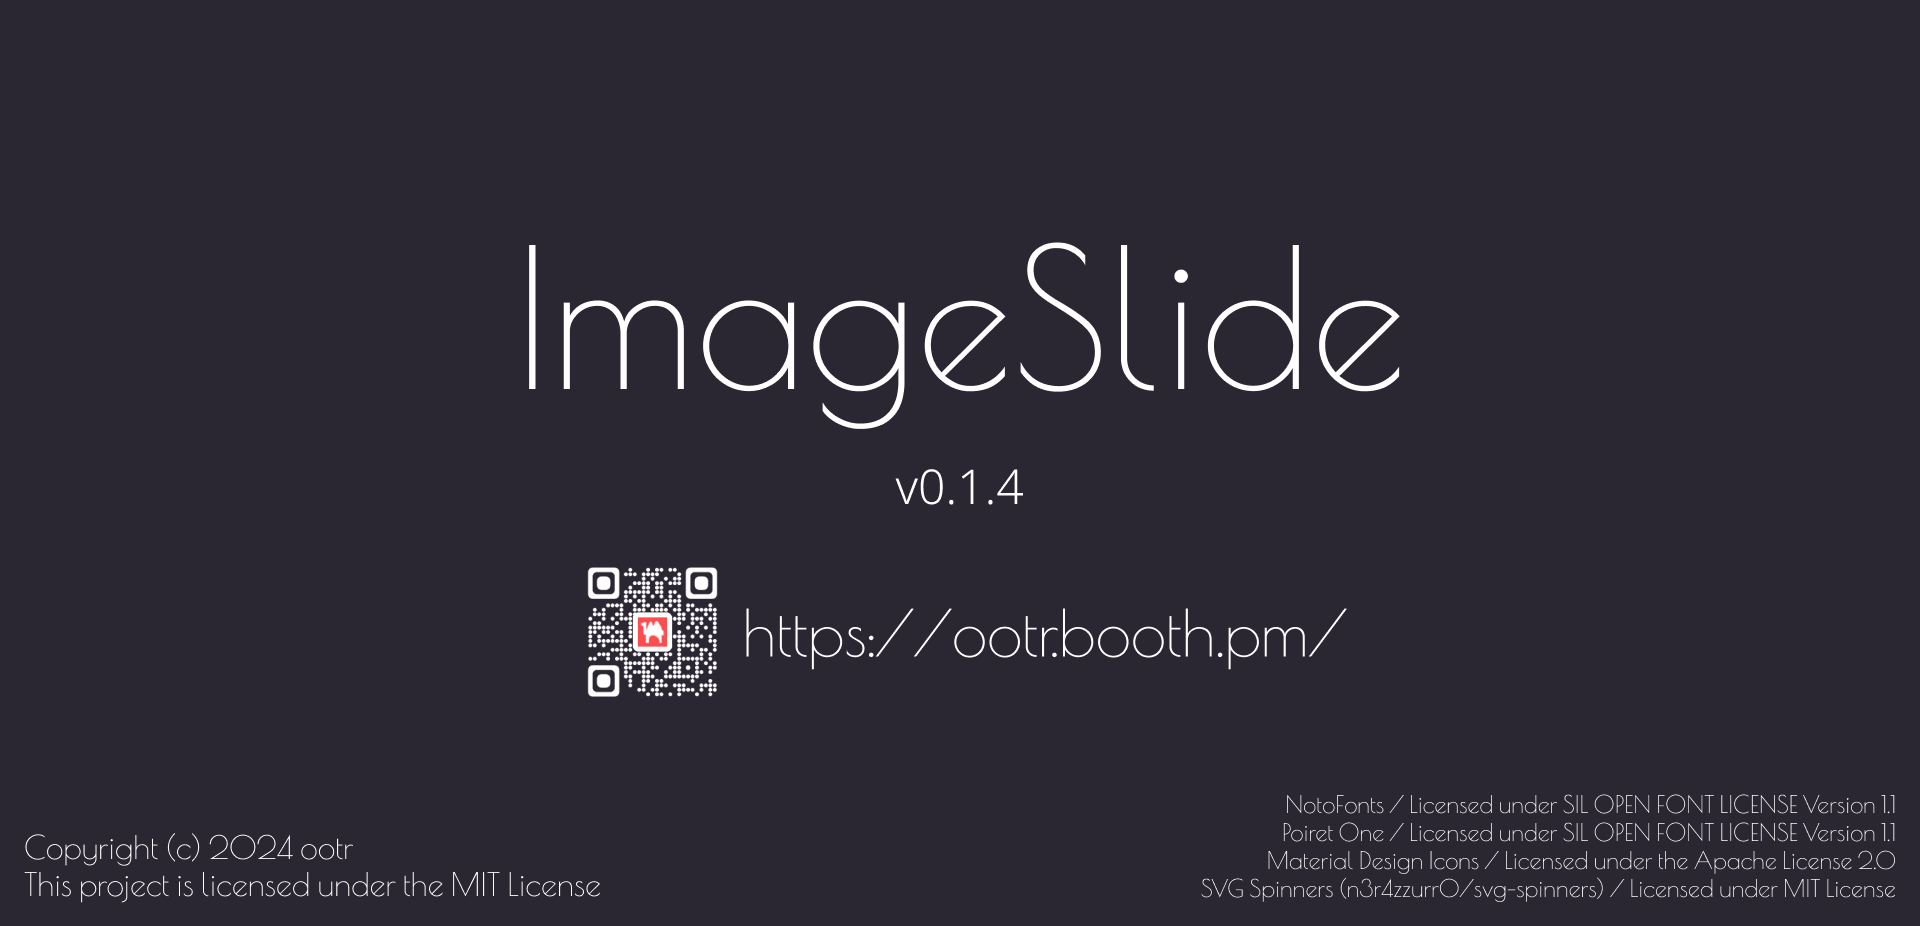 ImageSlide
v0.1.4
https://ootr.booth.pm/
Copyright (c) 2024 ootr
This project is licensed under the MIT License
NotoFonts / Licensed under SIL OPEN FONT LICENSE Version 1.1
Poiret One / Licensed under SIL OPEN FONT LICENSE Version 1.1
Material Design Icons / Licensed under the Apache License 2.0
SVG Spinners (n3r4zzurr0/svg-spinners) / Licensed under MIT License